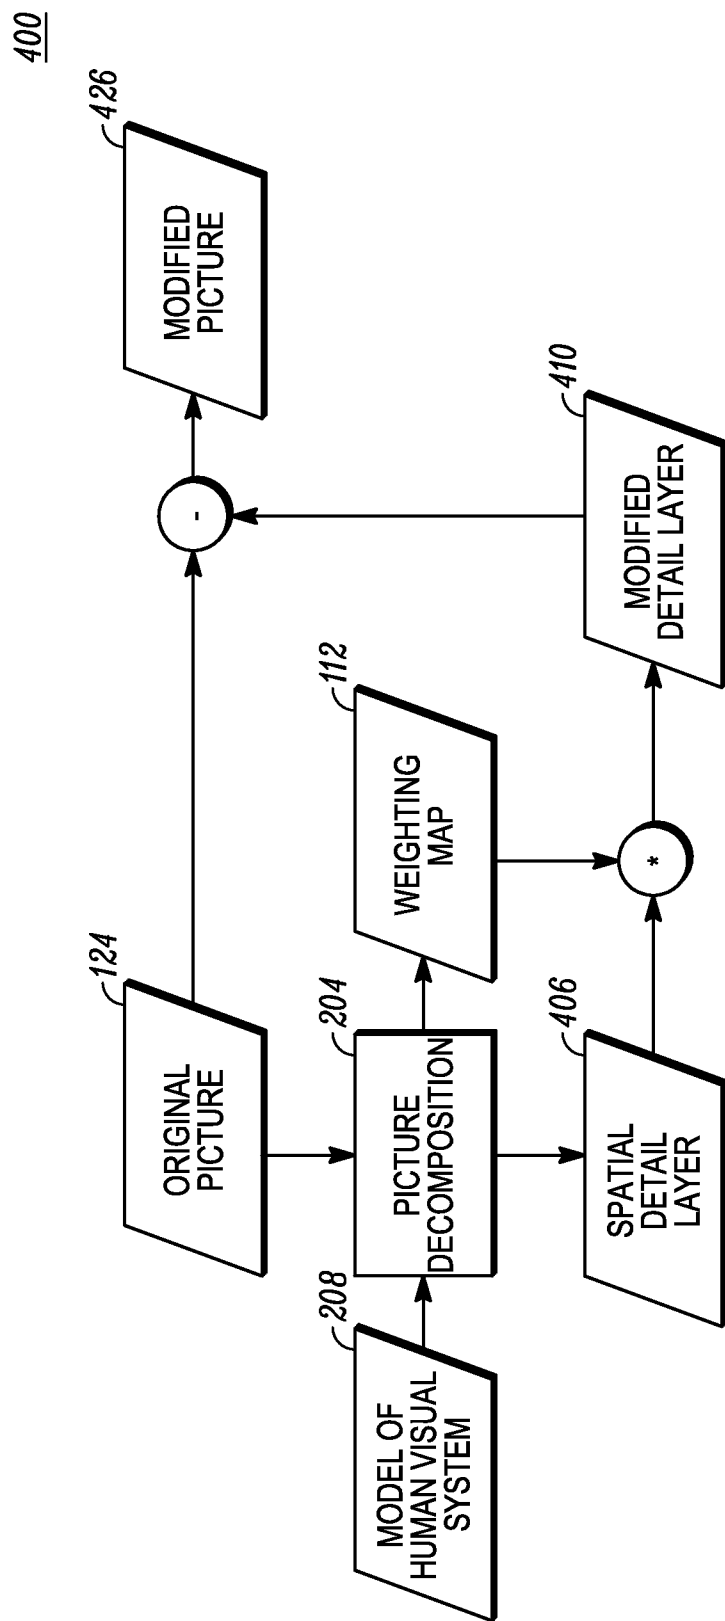 400
124
ORIGINAL
PICTURE
426
MODIFIED
PICTURE
-
208
MODEL OF
HUMAN VISUAL
SYSTEM
204
PICTURE
DECOMPOSITION
112
WEIGHTING
MAP
406
SPATIAL
DETAIL
LAYER
*
410
MODIFIED
DETAIL LAYER